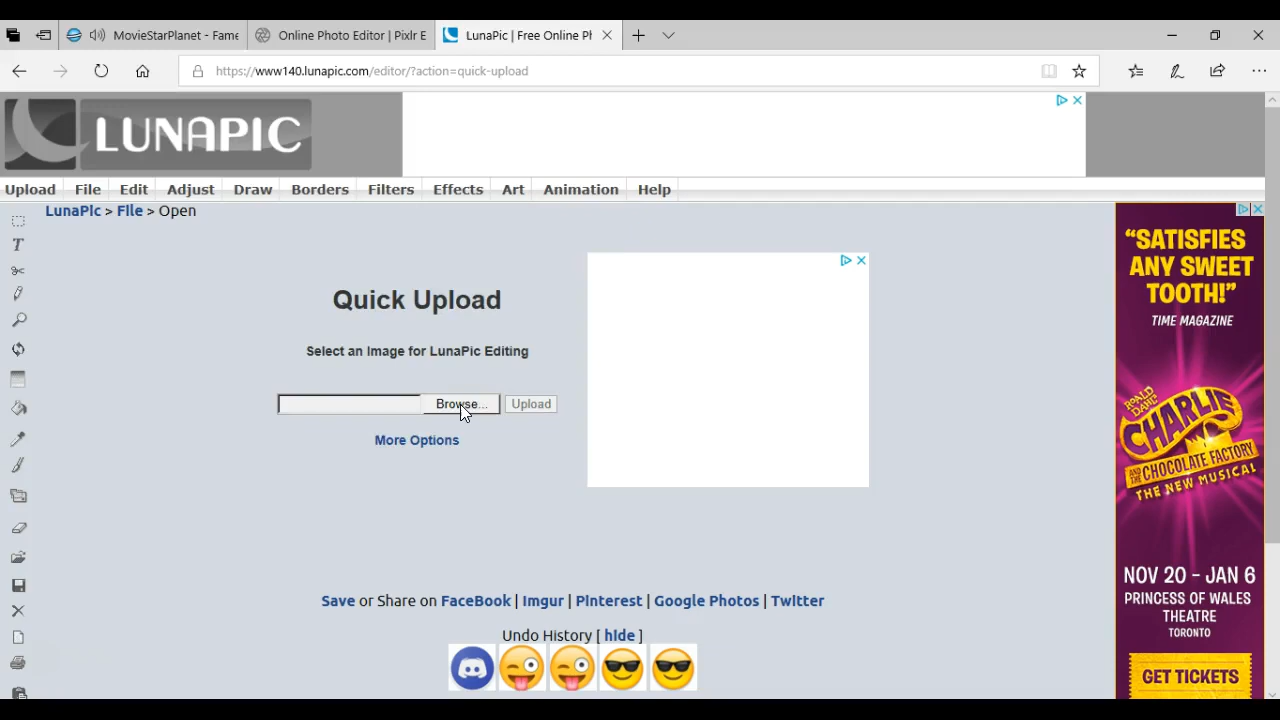 MovieStarPlanet - Fame
Online Photo Editor | Pixlr E
LunaPic | Free Online Ph
https://www140.lunapic.com/editor/?action=quick-upload
LUNAPIC
Upload File Edit Adjust Draw Borders Filters Effects Art Animation Help
LunaPic > File > Open
Quick Upload
Select an Image for LunaPic Editing
Browse... Upload
More Options
Save or Share on FaceBook | Imgur | Pinterest | Google Photos | Twitter
Undo History [ hide ]
“SATISFIES
ANY SWEET
TOOTH!”
TIME MAGAZINE
ROALD DAHL'S
CHARLIE
AND THE CHOCOLATE FACTORY
THE NEW MUSICAL
NOV 20 - JAN 6
PRINCESS OF WALES
THEATRE
TORONTO
GET TICKETS